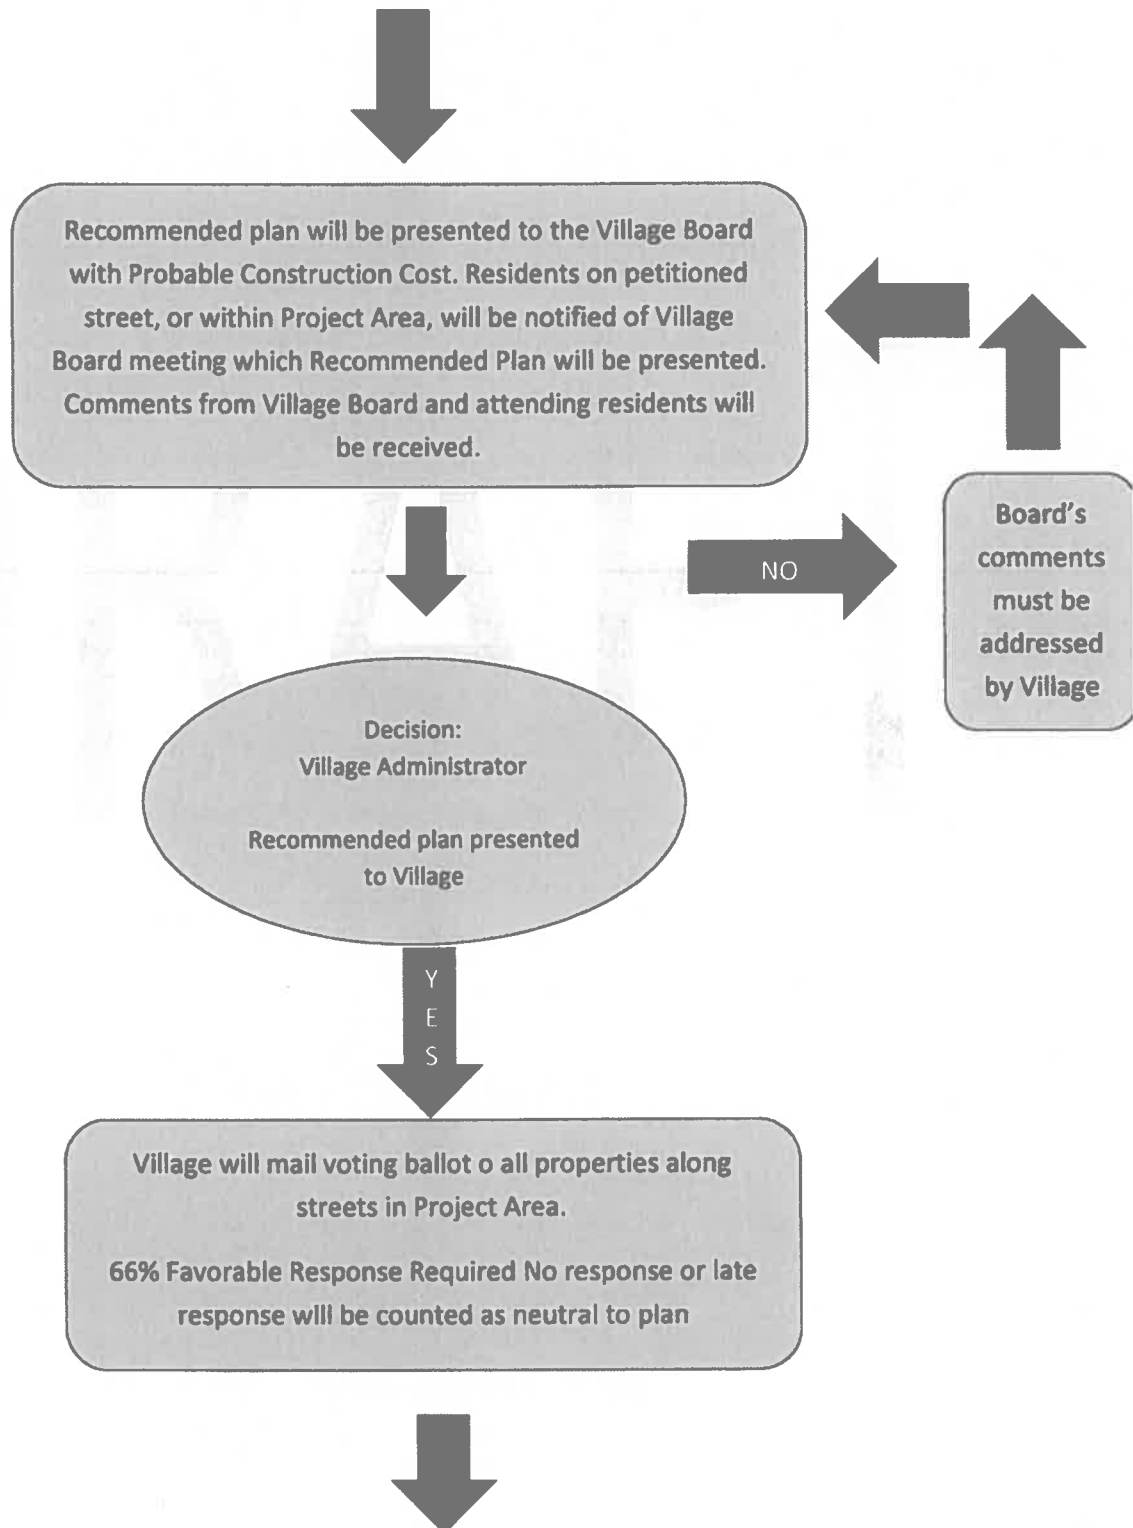 Recommended plan will be presented to the Village Board
with Probable Construction Cost. Residents on petitioned
street, or within Project Area, will be notified of Village
Board meeting which Recommended Plan will be presented.
Comments from Village Board and attending residents will
be received.
NO
Board's
comments
must be
addressed
by Village
Decision:
Village Administrator
Recommended plan presented
to Village
Y
E
S
Village will mail voting ballot o all properties along
streets in Project Area.
66% Favorable Response Required No response or late
response will be counted as neutral to plan